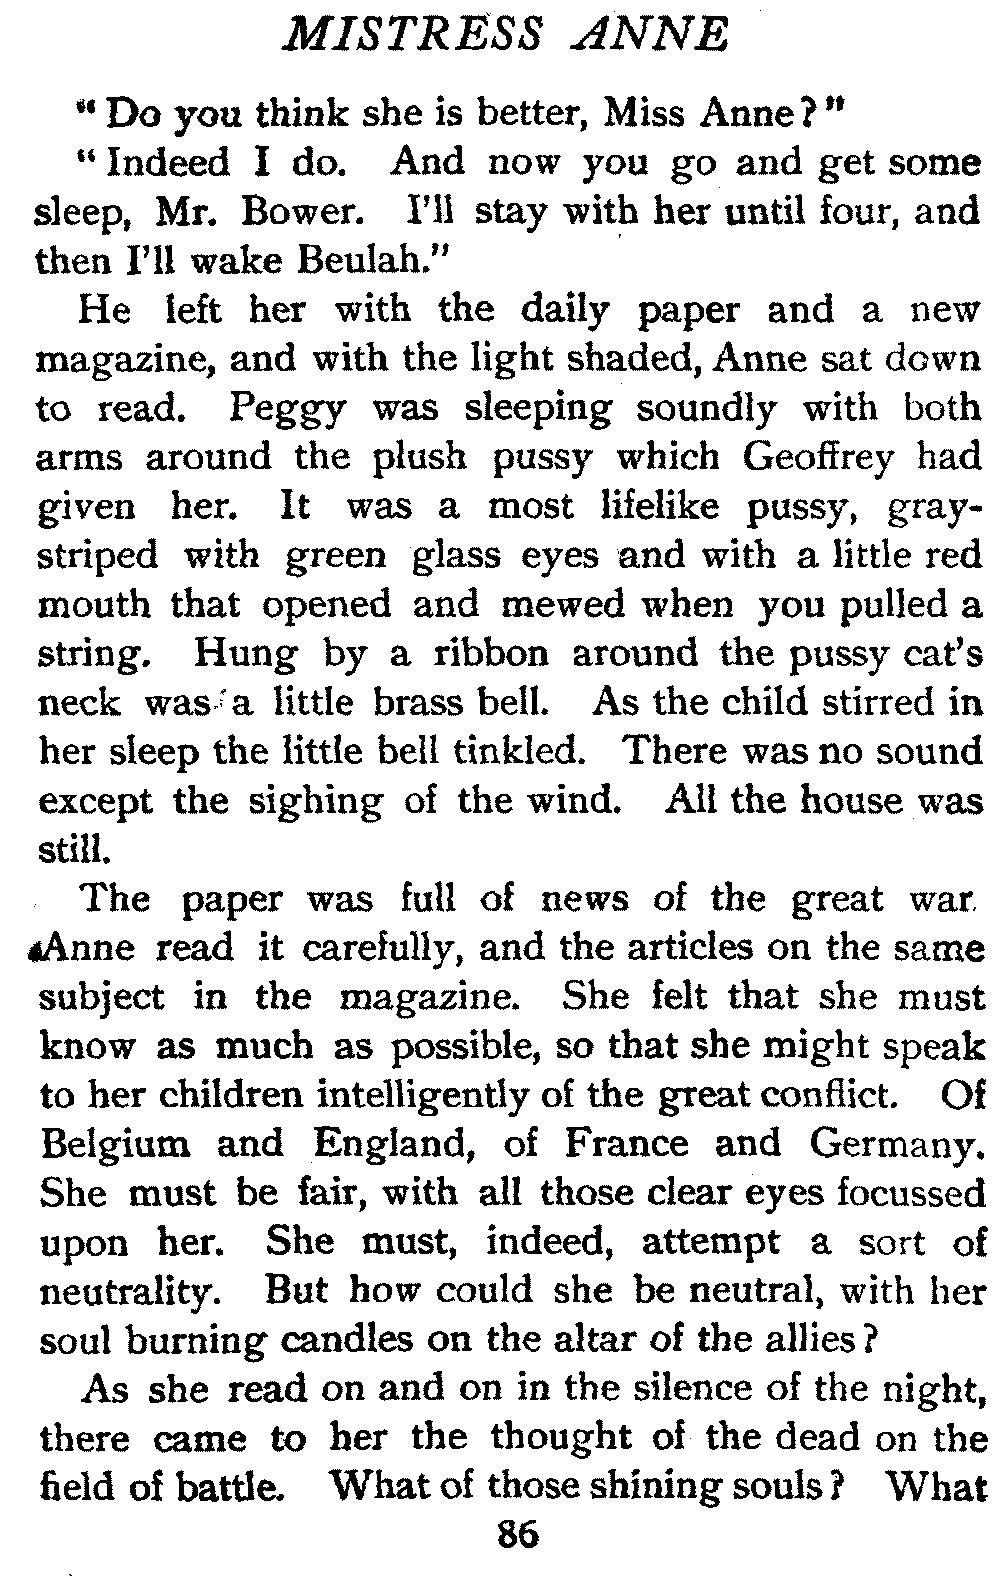 MISTRESS ANNE
“Do you think she is better, Miss Anne?”
“Indeed I do. And now you go and get some
sleep, Mr. Bower. I'll stay with her until four, and
then I'll wake Beulah.”
He left her with the daily paper and a new
magazine, and with the light shaded, Anne sat down
to read. Peggy was sleeping soundly with both
arms around the plush pussy which Geoffrey had
given her. It was a most lifelike pussy, gray-
striped with green glass eyes and with a little red
mouth that opened and mewed when you pulled a
string. Hung by a ribbon around the pussy cat's
neck was a little brass bell. As the child stirred in
her sleep the little bell tinkled. There was no sound
except the sighing of the wind. All the house was
still.
The paper was full of news of the great war.
Anne read it carefully, and the articles on the same
subject in the magazine. She felt that she must
know as much as possible, so that she might speak
to her children intelligently of the great conflict. Of
Belgium and England, of France and Germany.
She must be fair, with all those clear eyes focussed
upon her. She must, indeed, attempt a sort of
neutrality. But how could she be neutral, with her
soul burning candles on the altar of the allies?
As she read on and on in the silence of the night,
there came to her the thought of the dead on the
field of battle. What of those shining souls? What
86